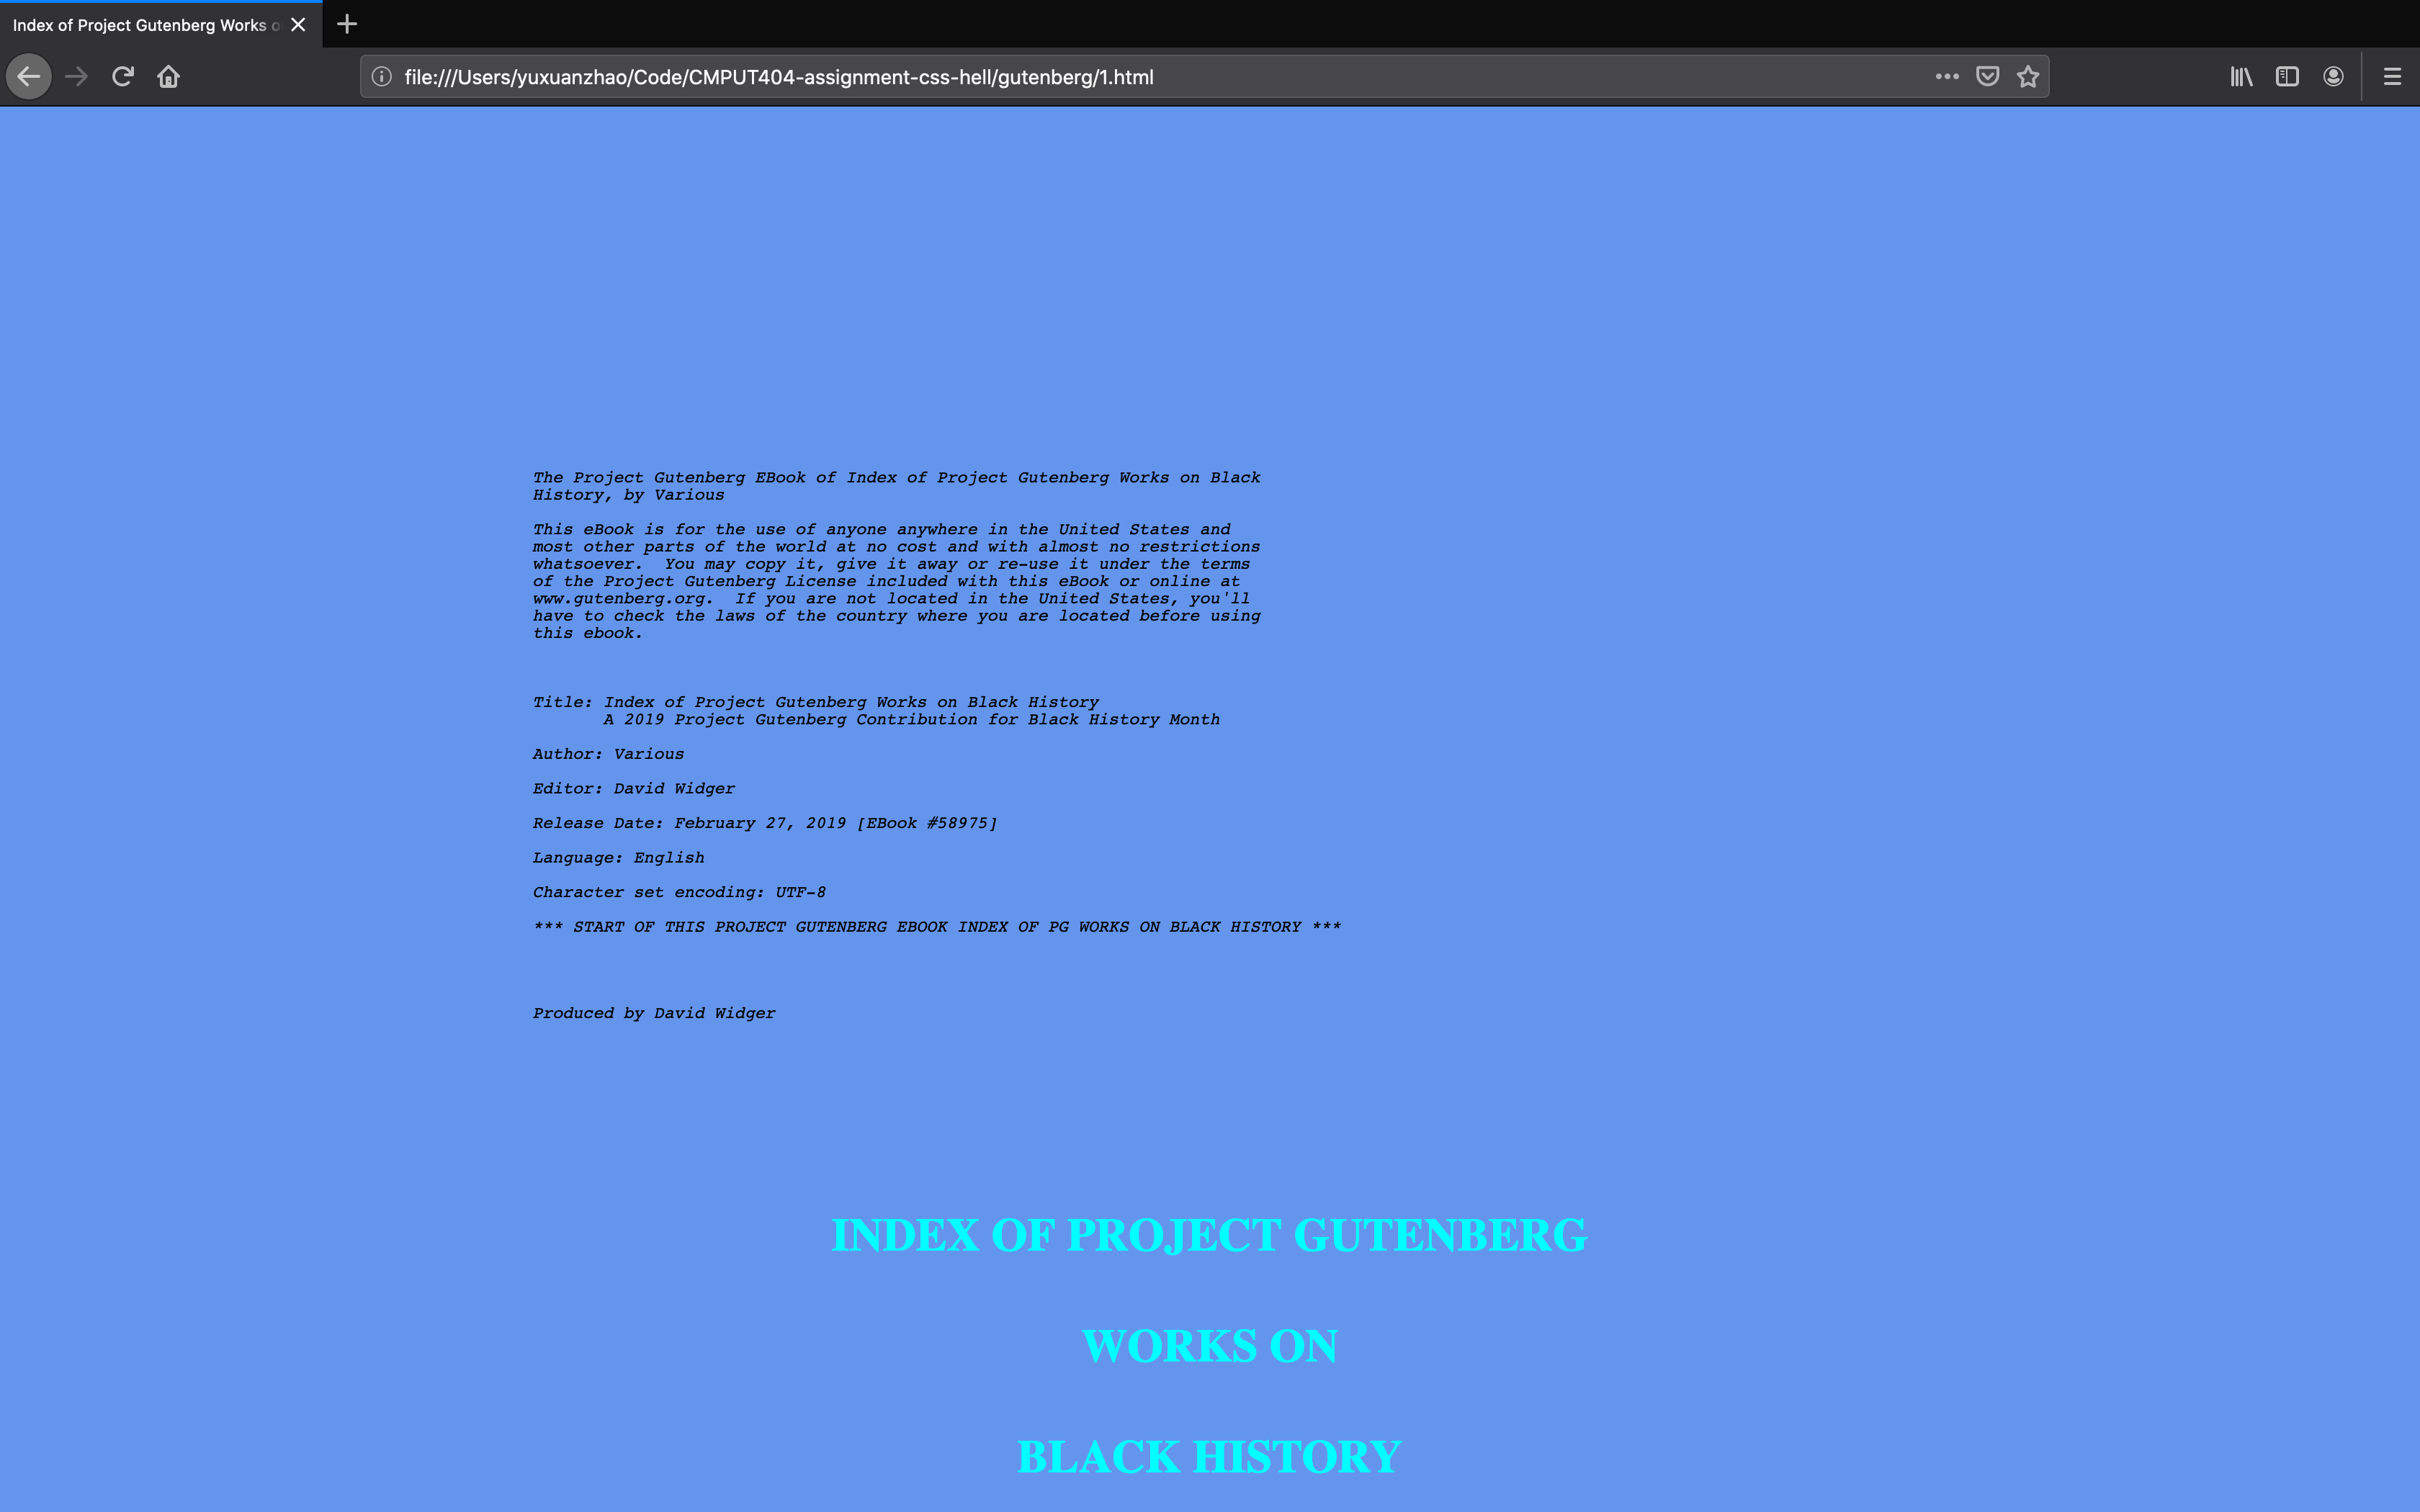 Index of Project Gutenberg Works
file:///Users/yuxuanzhao/Code/CMPUT404-assignment-css-hell/gutenberg/1.html
The Project Gutenberg EBook of Index of Project Gutenberg Works on Black
History, by Various
This eBook is for the use of anyone anywhere in the United States and
most other parts of the world at no cost and with almost no restrictions
whatsoever.  You may copy it, give it away or re-use it under the terms
of the Project Gutenberg License included with this eBook or online at
www.gutenberg.org.  If you are not located in the United States, you'll
have to check the laws of the country where you are located before using
this ebook.
Title: Index of Project Gutenberg Works on Black History
A 2019 Project Gutenberg Contribution for Black History Month
Author: Various
Editor: David Widger
Release Date: February 27, 2019 [EBook #58975]
Language: English
Character set encoding: UTF-8
*** START OF THIS PROJECT GUTENBERG EBOOK INDEX OF PG WORKS ON BLACK HISTORY ***
Produced by David Widger
INDEX OF PROJECT GUTENBERG
WORKS ON
BLACK HISTORY